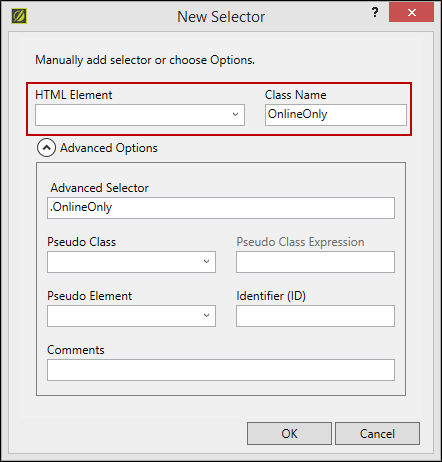 New Selector
?
Manually add selector or choose Options.
HTML Element Class Name
OnlineOnly
Advanced Options
Advanced Selector
.OnlineOnly
Pseudo Class Pseudo Class Expression
Pseudo Element Identifier (ID)
Comments
OK Cancel